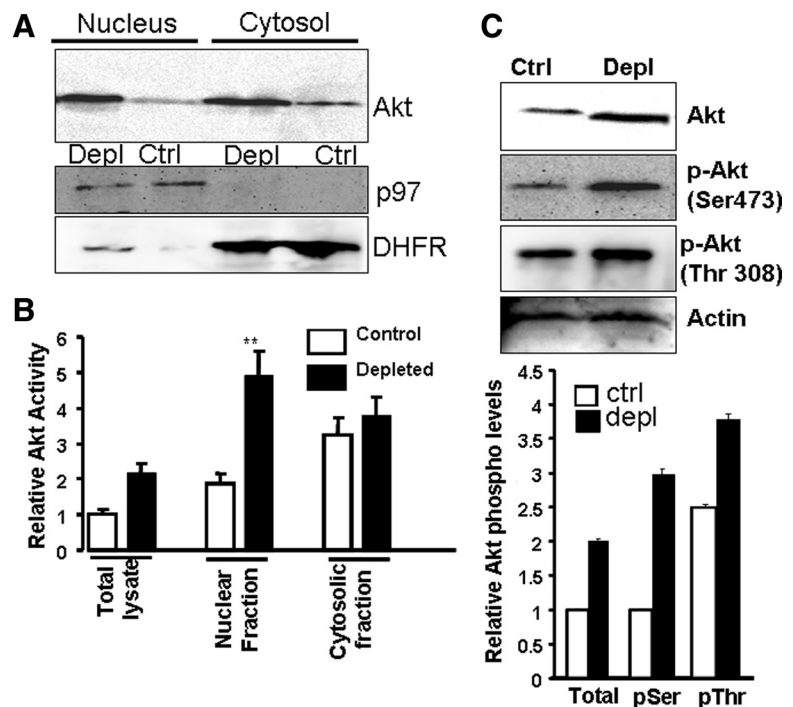 A
Nucleus Cytosol
Akt
Depl Ctrl Depl Ctrl
p97
DHFR
B
Relative Akt Activity
6
5
4
3
2
1
0
**
Control
Depleted
Total lysate
Nuclear Fraction
Cytosolic fraction
C
Ctrl Depl
Akt
p-Akt
(Ser473)
p-Akt
(Thr 308)
Actin
Relative Akt phospho levels
4.5
4
3.5
3
2.5
2
1.5
1
0.5
0
ctrl
depl
Total pSer pThr